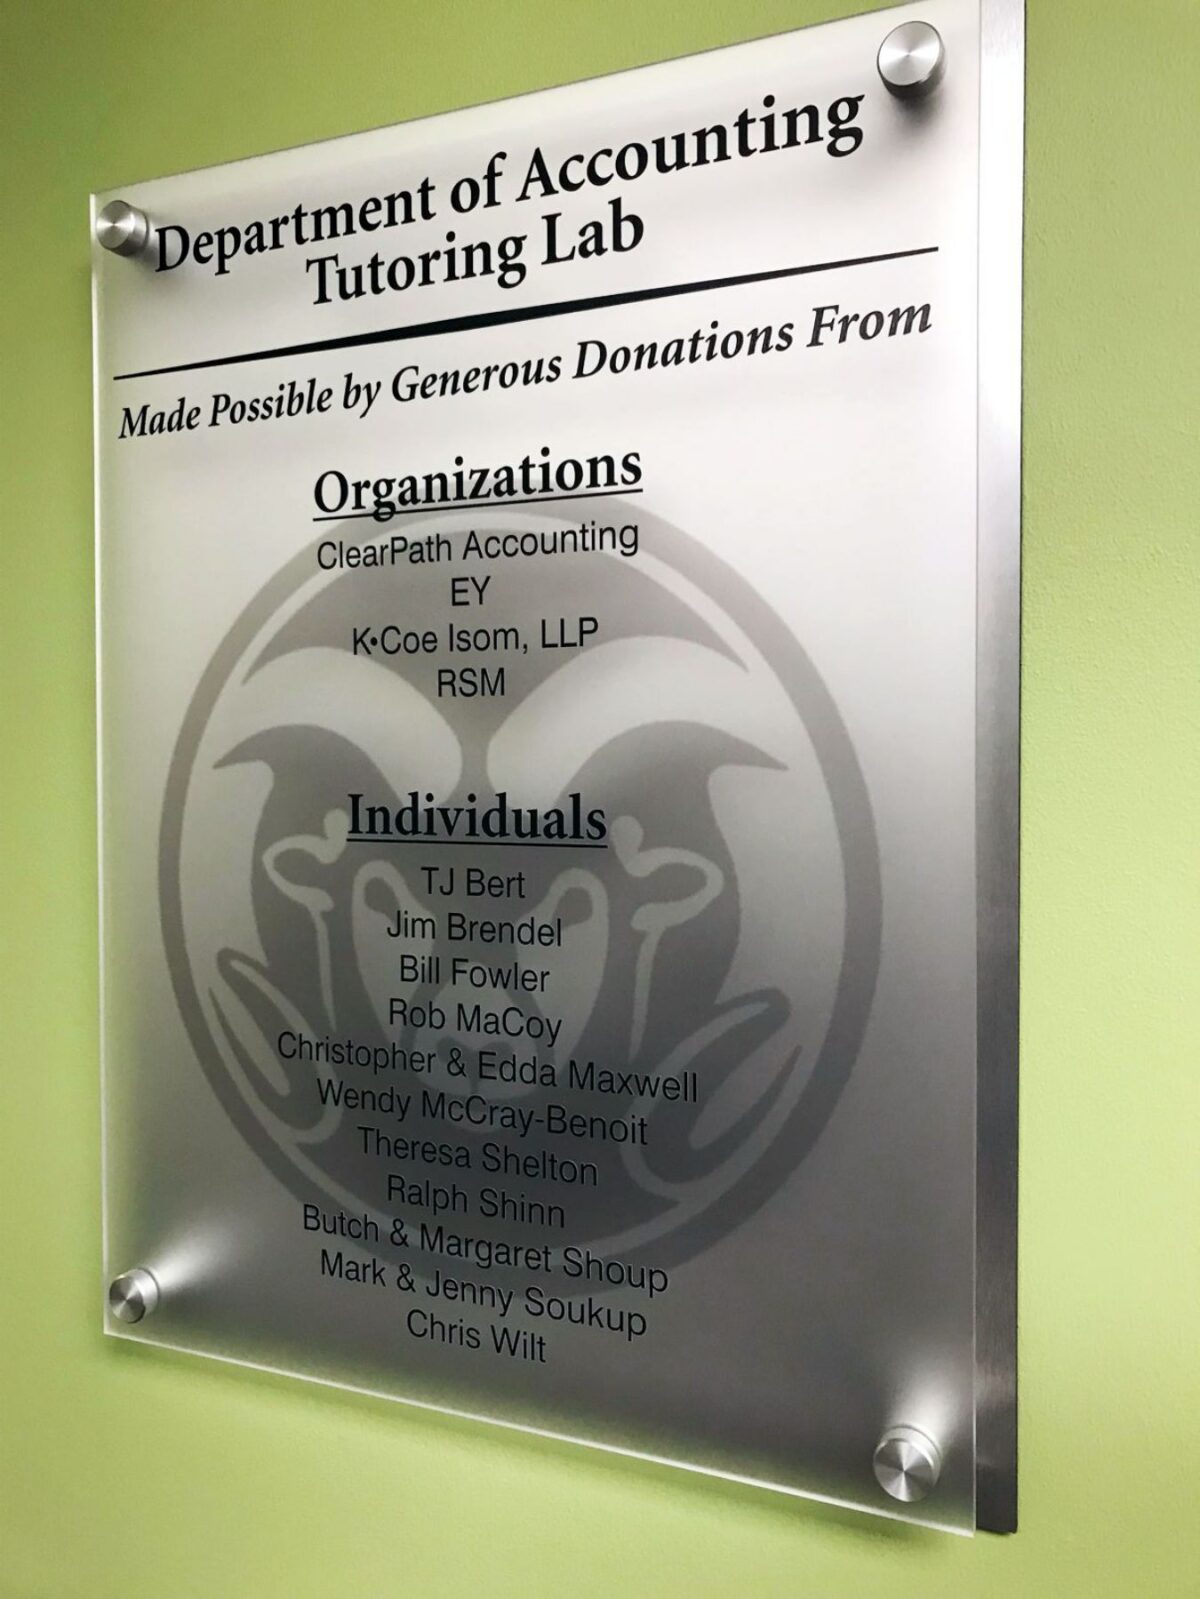 Department of Accounting
Tutoring Lab
Made Possible by Generous Donations From
Organizations
ClearPath Accounting
EY
K•Coe Isom, LLP
RSM
Individuals
TJ Bert
Jim Brendel
Bill Fowler
Rob MaCoy
Christopher & Edda Maxwell
Wendy McCray-Benoit
Theresa Shelton
Ralph Shinn
Butch & Margaret Shoup
Mark & Jenny Soukup
Chris Wilt